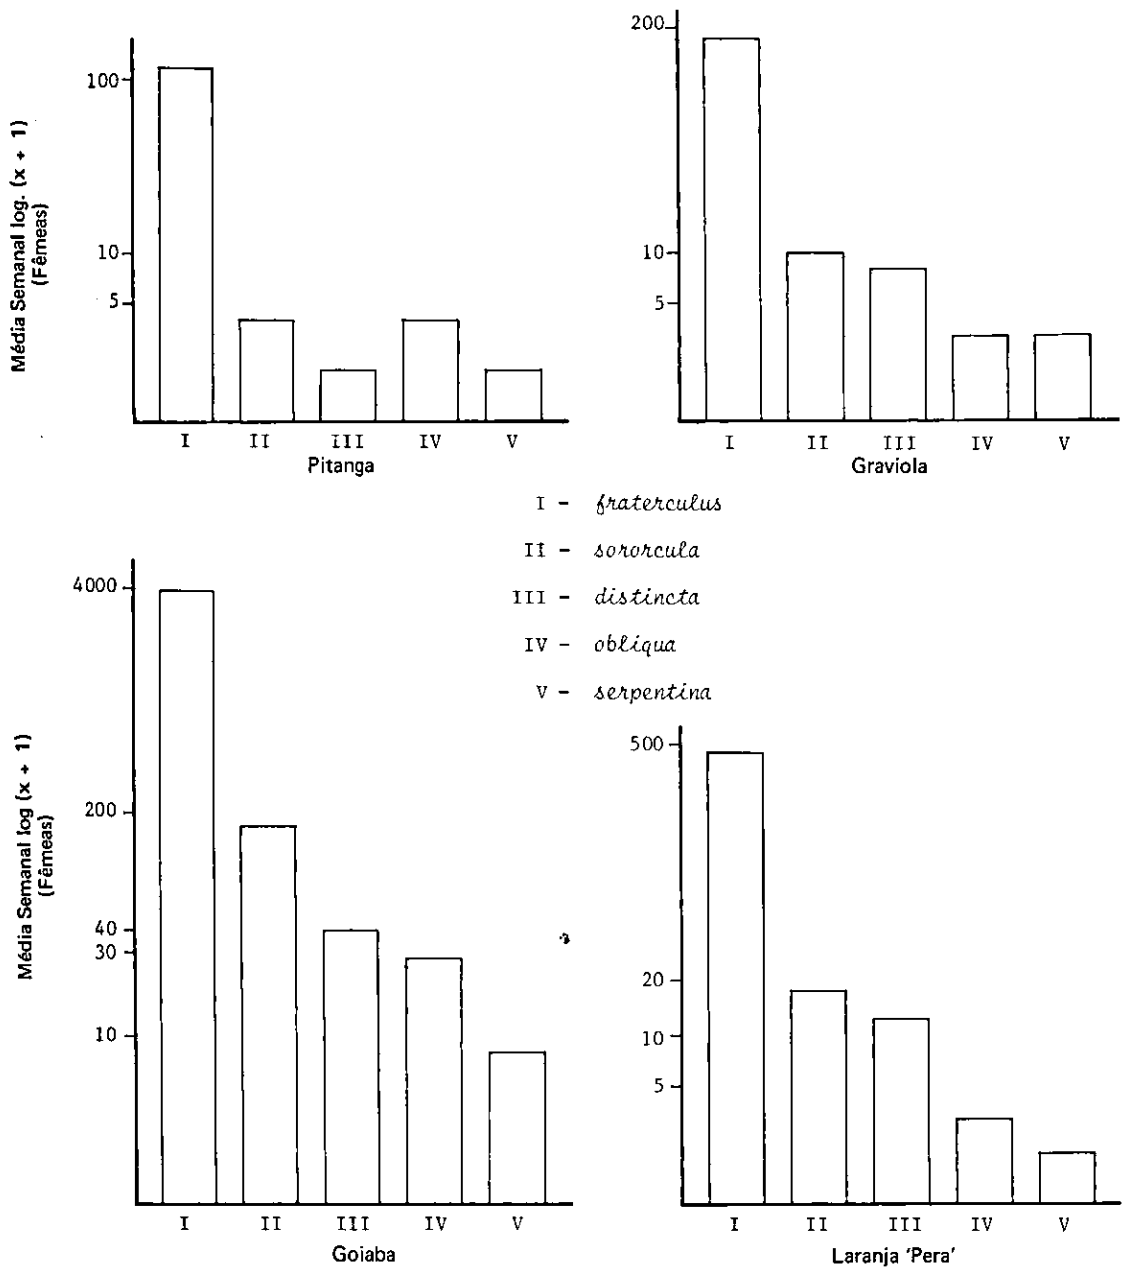 Média Semanal log. (x + 1)
(Fêmeas)
100
10
5
I II III IV V
Pitanga
200
10
5
I II III IV V
Graviola
I - fraterculus
II - sororcula
III - distincta
IV - obliqua
V - serpentina
Média Semanal log (x + 1)
(Fêmeas)
4000
200
40
30
10
I II III IV V
Goiaba
500
20
10
5
I II III IV V
Laranja ‘Pera’